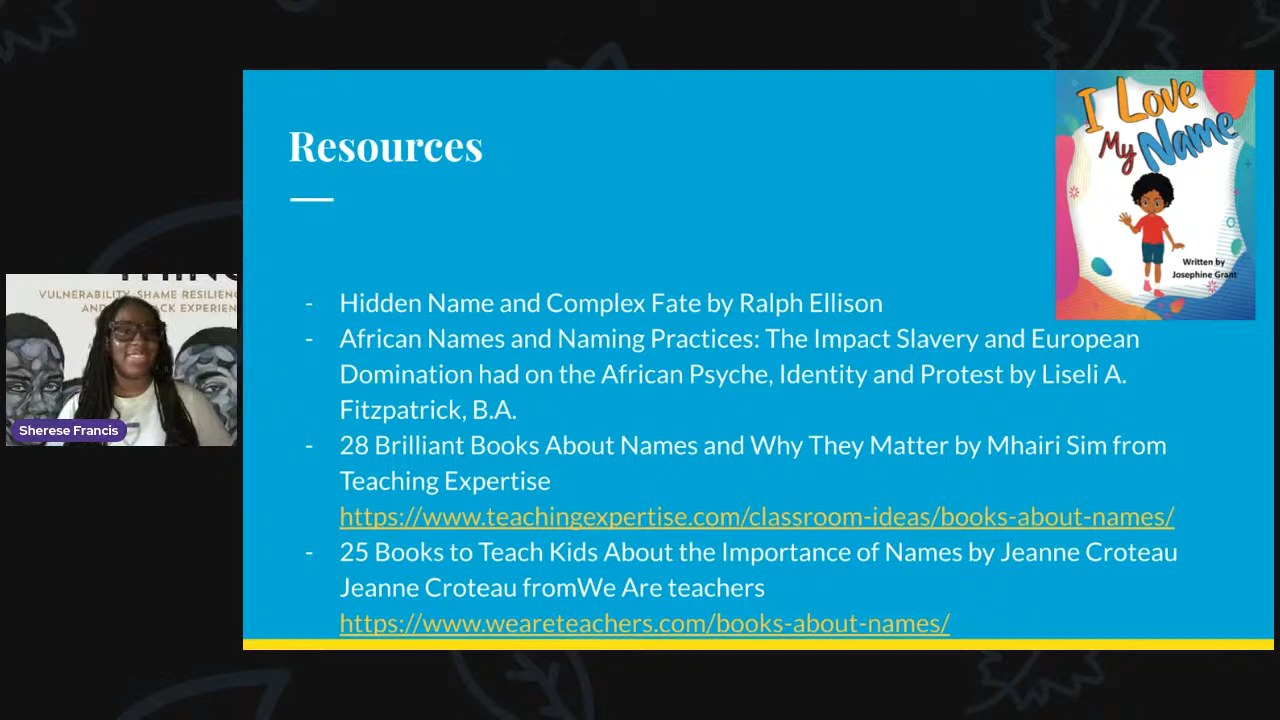 Resources
I Love
My Name
Written by
Josephine Grant
- Hidden Name and Complex Fate by Ralph Ellison
- African Names and Naming Practices: The Impact Slavery and European
Domination had on the African Psyche, Identity and Protest by Liseli A.
Fitzpatrick, B.A.
- 28 Brilliant Books About Names and Why They Matter by Mhairi Sim from
Teaching Expertise
https://www.teachingexpertise.com/classroom-ideas/books-about-names/
- 25 Books to Teach Kids About the Importance of Names by Jeanne Croteau
Jeanne Croteau fromWe Are teachers
https://www.weareteachers.com/books-about-names/
VULNERABILITY, SHAME RESILIENC
Sherese Francis